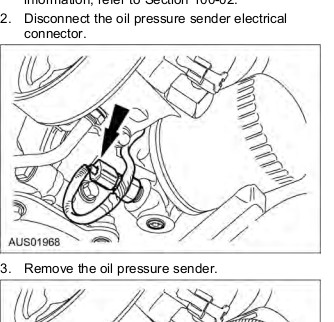 information, refer to Section 100-02.
2. Disconnect the oil pressure sender electrical
connector.
AUS01968
3. Remove the oil pressure sender.